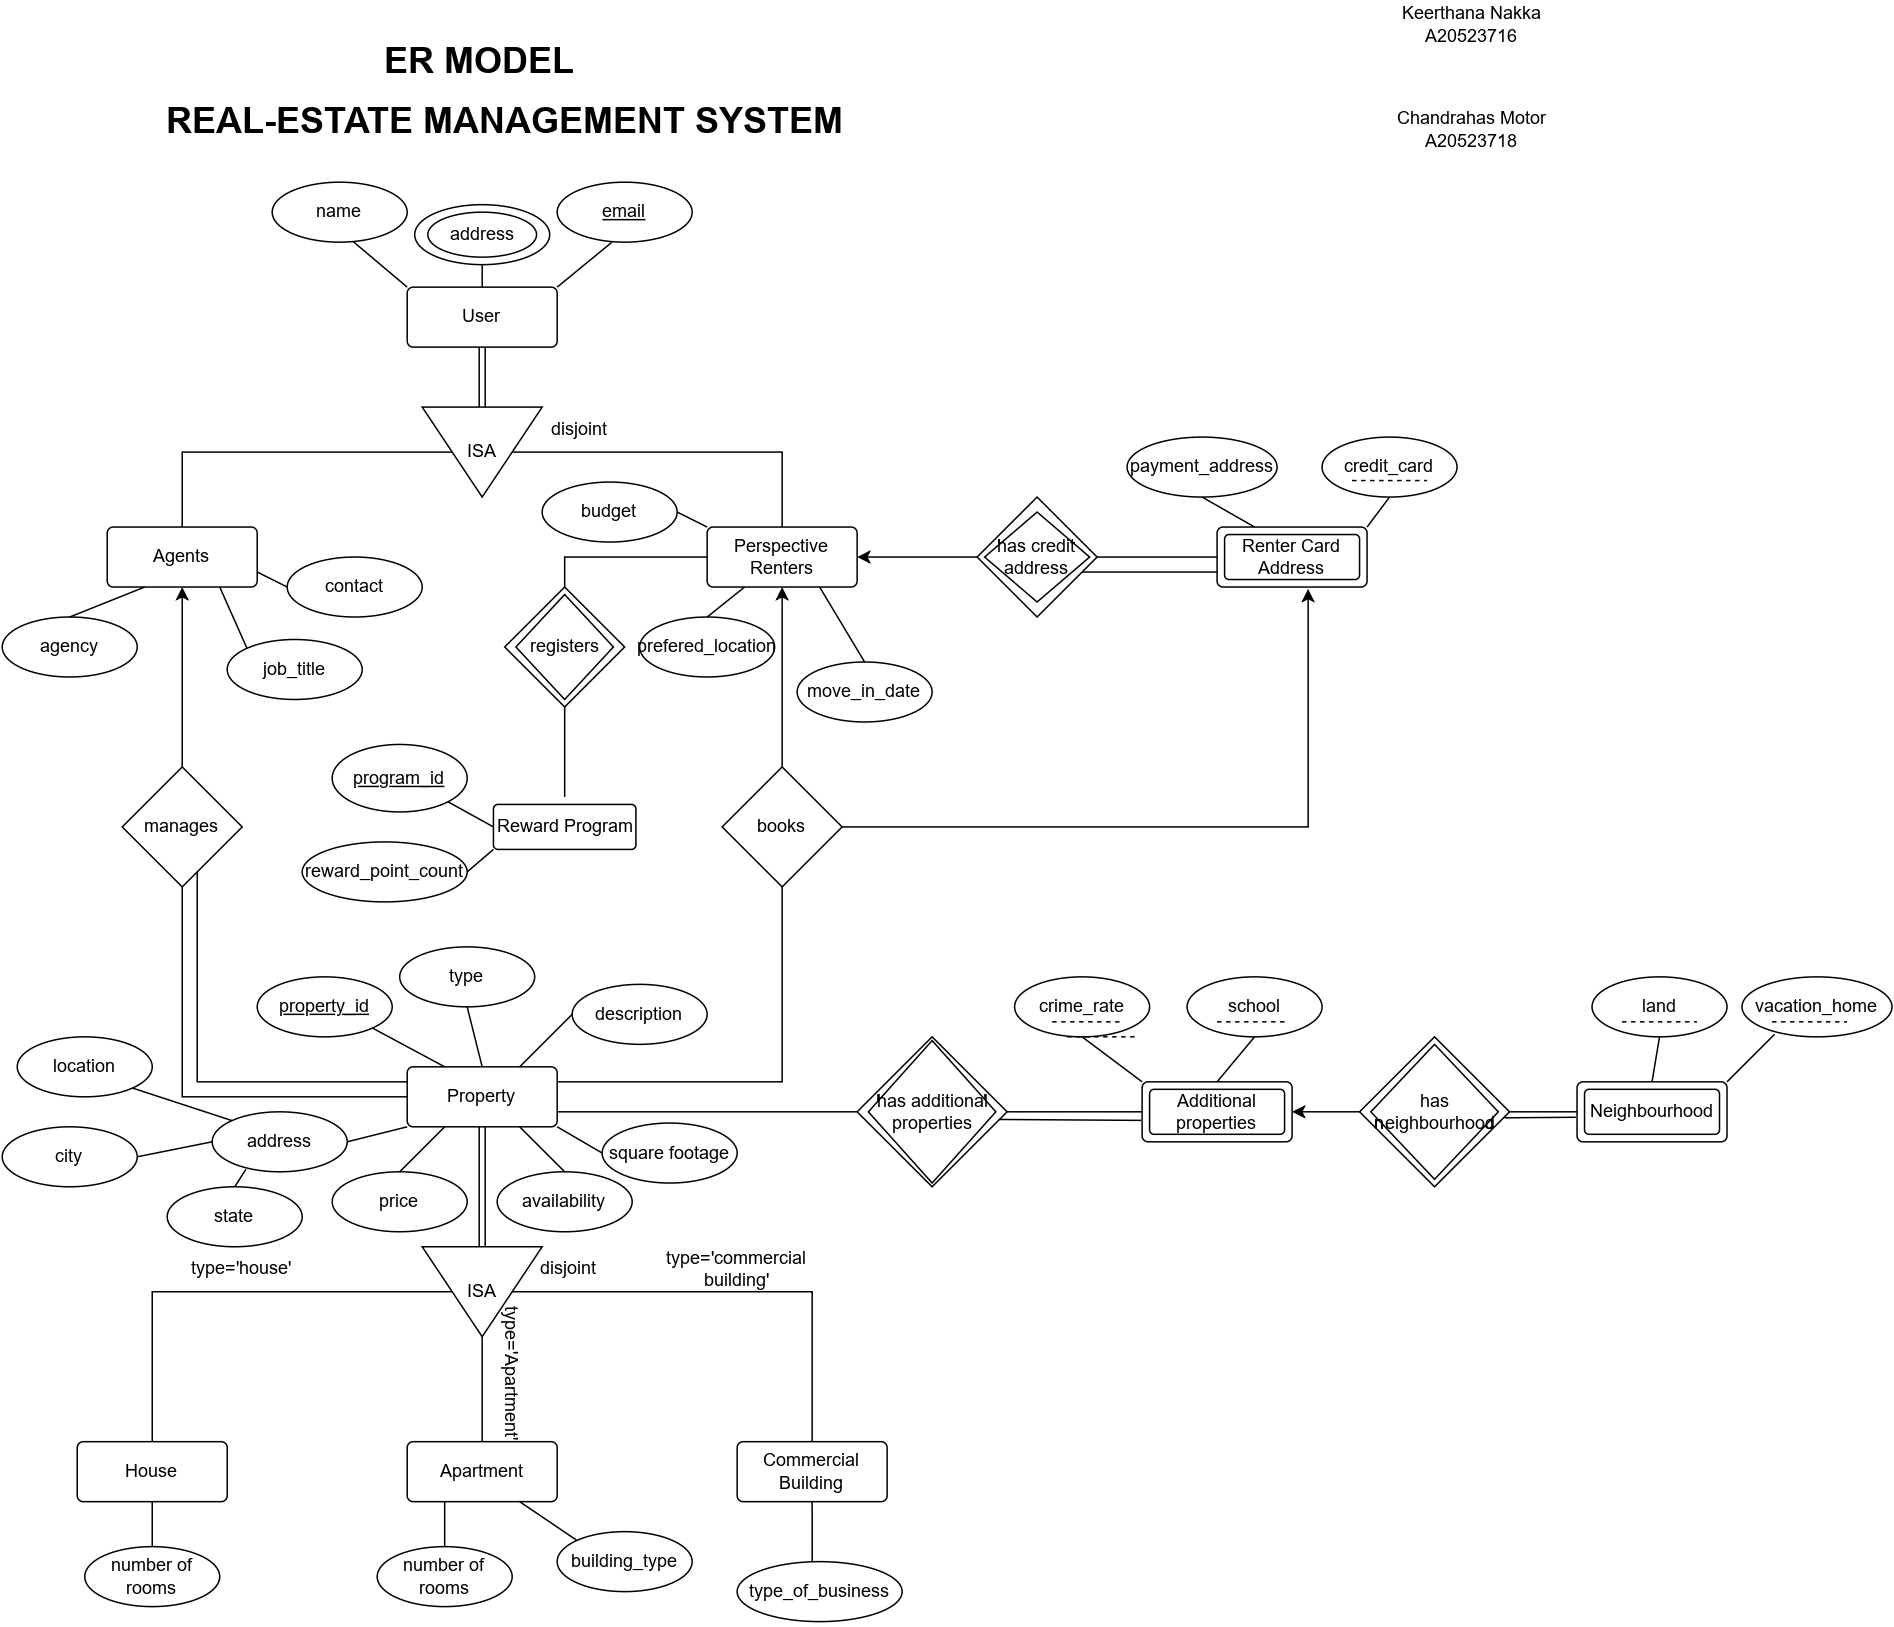 Keerthana Nakka
A20523716
ER MODEL
REAL-ESTATE MANAGEMENT SYSTEM
Chandrahas Motor
A20523718
name
address
email
User
ISA
disjoint
payment_address
credit_card
budget
Agents
contact
agency
job_title
Perspective
Renters
has credit
address
Renter Card
Address
registers
prefered_location
move_in_date
program_id
manages
Reward Program
books
reward_point_count
type
property_id
description
crime_rate
school
land
vacation_home
location
Property
has additional
properties
Additional
properties
has
neighbourhood
Neighbourhood
address
city
square footage
state
price
availability
type='house'
ISA
disjoint
type='commercial
building'
type='Apartment'
House
Apartment
Commercial
Building
number of
rooms
number of
rooms
building_type
type_of_business